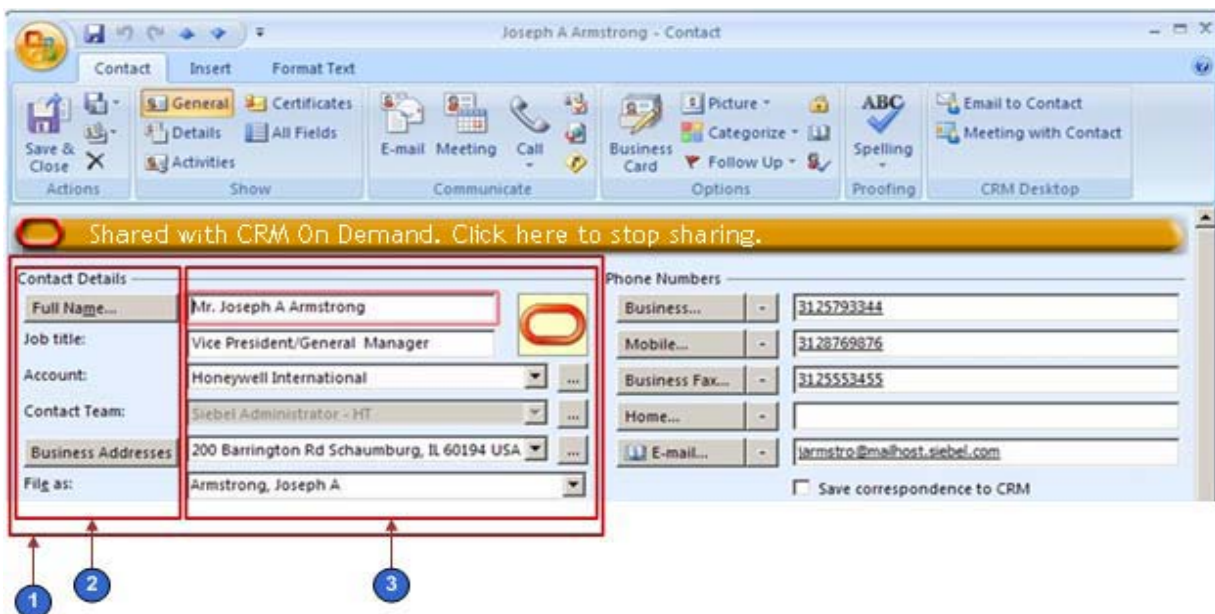 Joseph A Armstrong - Contact
Contact Insert Format Text
Save & Close
General Certificates
Details All Fields
Activities
E-mail Meeting Call
Business Card
Picture
Categorize
Follow Up
ABC
Spelling
Email to Contact
Meeting with Contact
Actions Show Communicate Options Proofing CRM Desktop
Shared with CRM On Demand. Click here to stop sharing.
Contact Details
Full Name... Mr. Joseph A Armstrong
Job title: Vice President/General Manager
Account: Honeywell International ...
Contact Team: Siebel Administrator - HT ...
Business Addresses 200 Barrington Rd Schaumburg, IL 60194 USA ...
File as: Armstrong, Joseph A
Phone Numbers
Business... - 3125793344
Mobile... - 3128769876
Business Fax... - 3125553455
Home... -
E-mail... - jarmstro@mailhost.siebel.com
Save correspondence to CRM
1
2
3